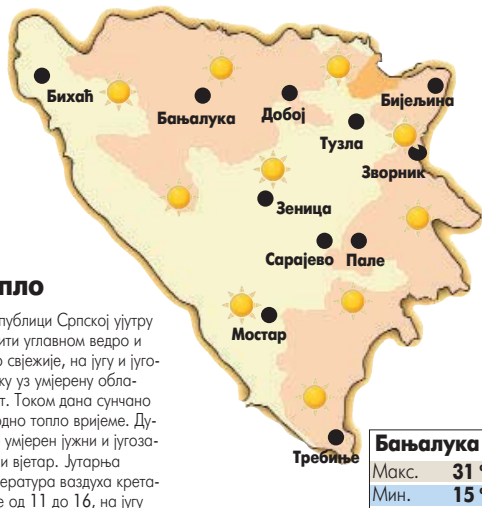 Бихаћ
Бањалука
Добој
Бијељина
Тузла
Зворник
Зеница
Сарајево
Пале
Мостар
Требиње
пло
публици Српској ујутру
ити углавном ведро и
о свјежије, на југу и југо-
ку уз умјерену обла-
т. Током дана сунчано
одно топло вријеме. Ду-
умјерен јужни и југоза-
и вјетар. Јутарња
ература ваздуха крета-
е од 11 до 16, на југу
Бањалука
Макс. 31 °
Мин. 15 °